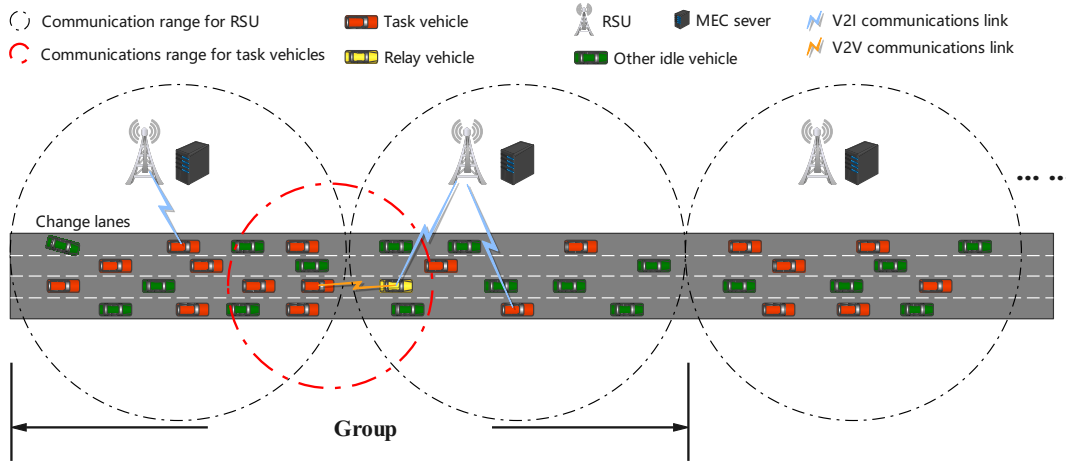 Communication range for RSU
Task vehicle
RSU
MEC sever
V2I communications link
Communications range for task vehicles
Relay vehicle
Other idle vehicle
V2V communications link
Change lanes
Group